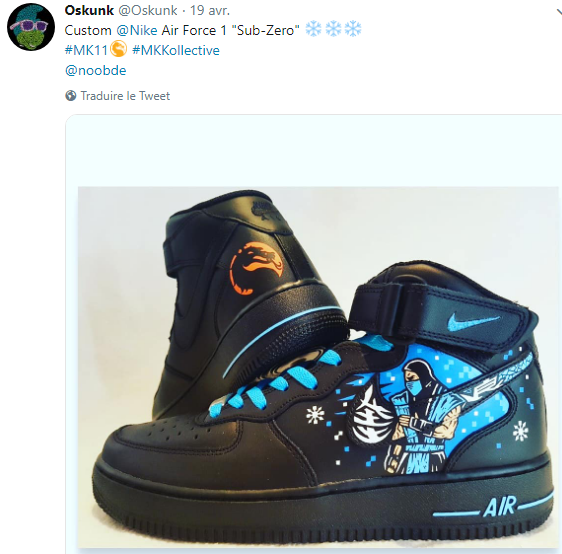 Oskunk @Oskunk · 19 avr.
Custom @Nike Air Force 1 "Sub-Zero" ❄❄❄
#MK11 #MKKollective
@noobde
Traduire le Tweet
AIR